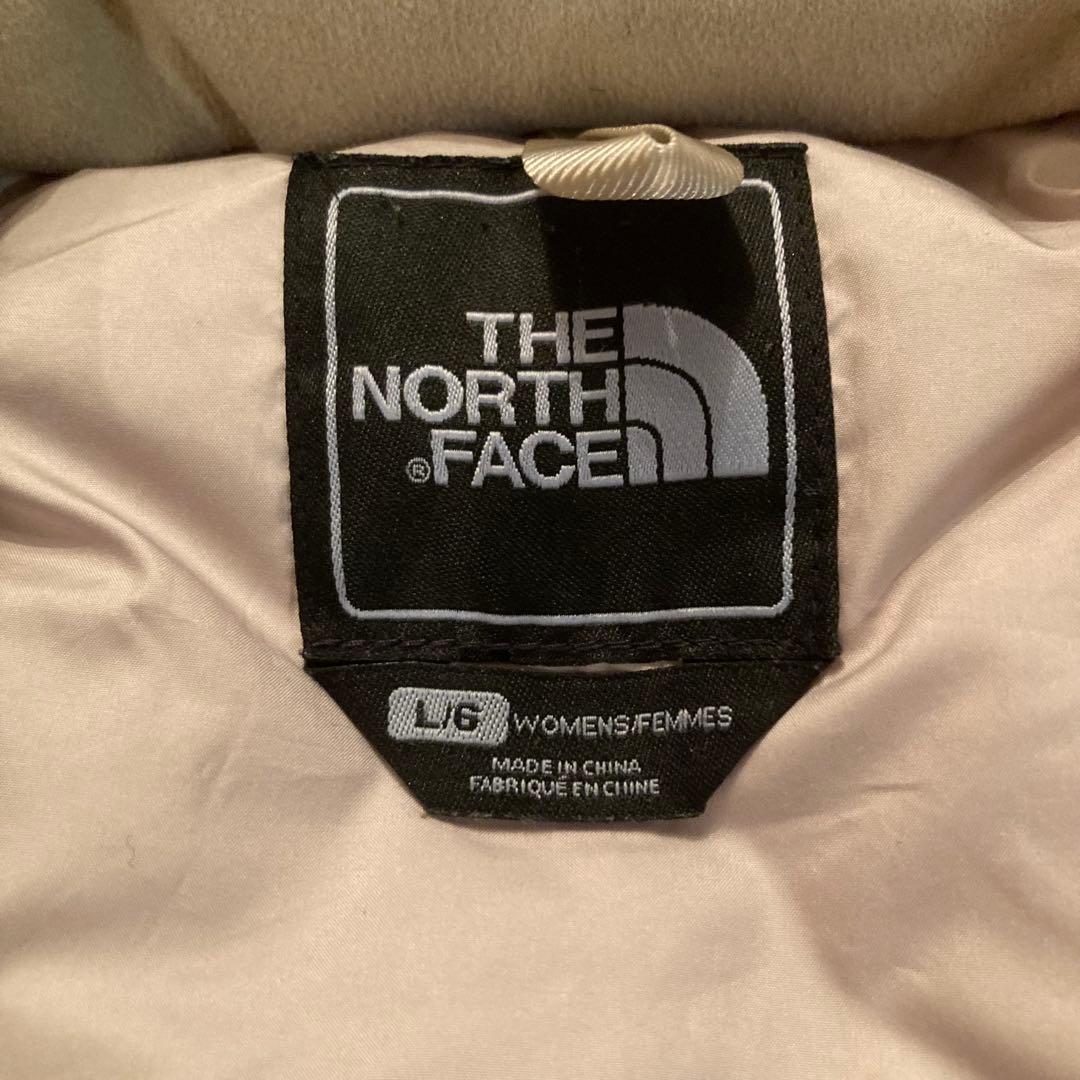 THE
NORTH
®FACE
L/G WOMENS/FEMMES
MADE IN CHINA
FABRIQUÉ EN CHINE